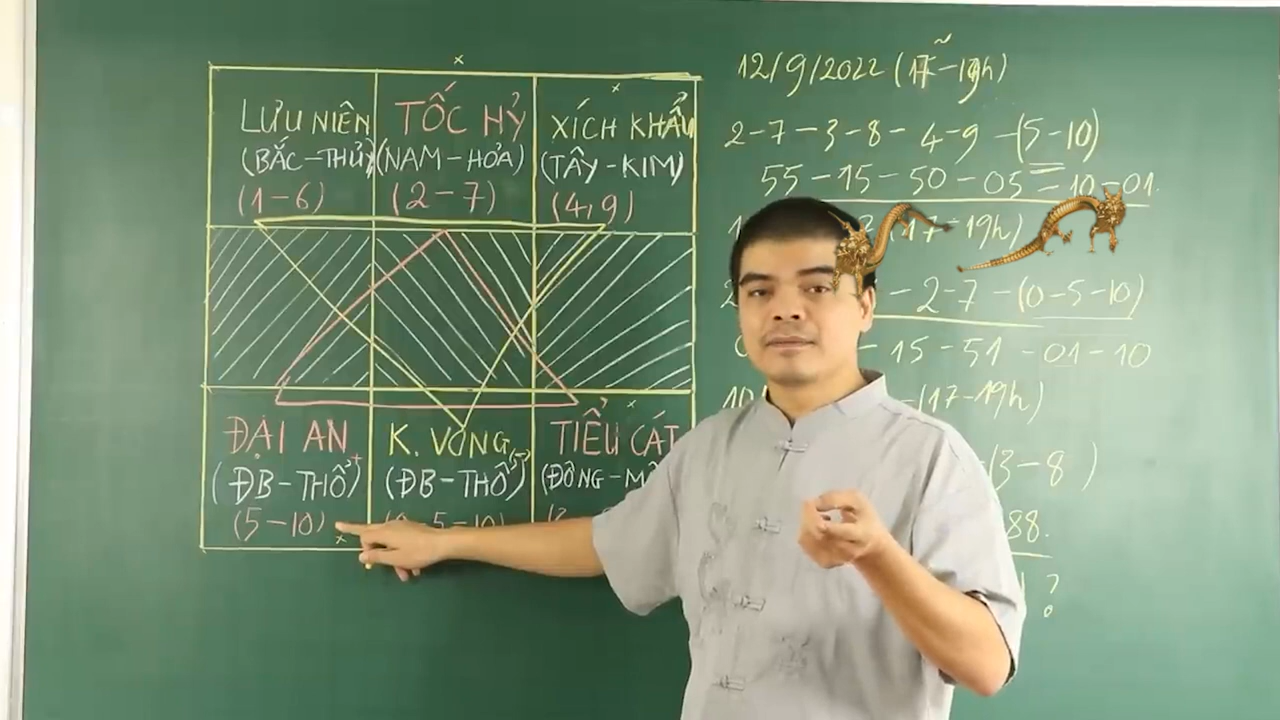 LƯU NIÊN
(BẮC-THỦY)
(1-6)
TỐC HỶ
(NAM-HỎA)
(2-7)
XÍCH KHẨU
(TÂY-KIM)
(4,9)
ĐẠI AN+
(ĐB-THỔ)
(5-10)
K. VONG(-)
(ĐB-THỔ)
5-10)
TIỂU CÁT
(ĐÔNG-M
12/9/2022 (17-19h)
2-7-3-8-4-9-(5-10)
55-15-50-05=10-01.
(17-19h)
-2-7-(0-5-10)
-15-51-01-10
-(17-19h)
(3-8)
88.
?